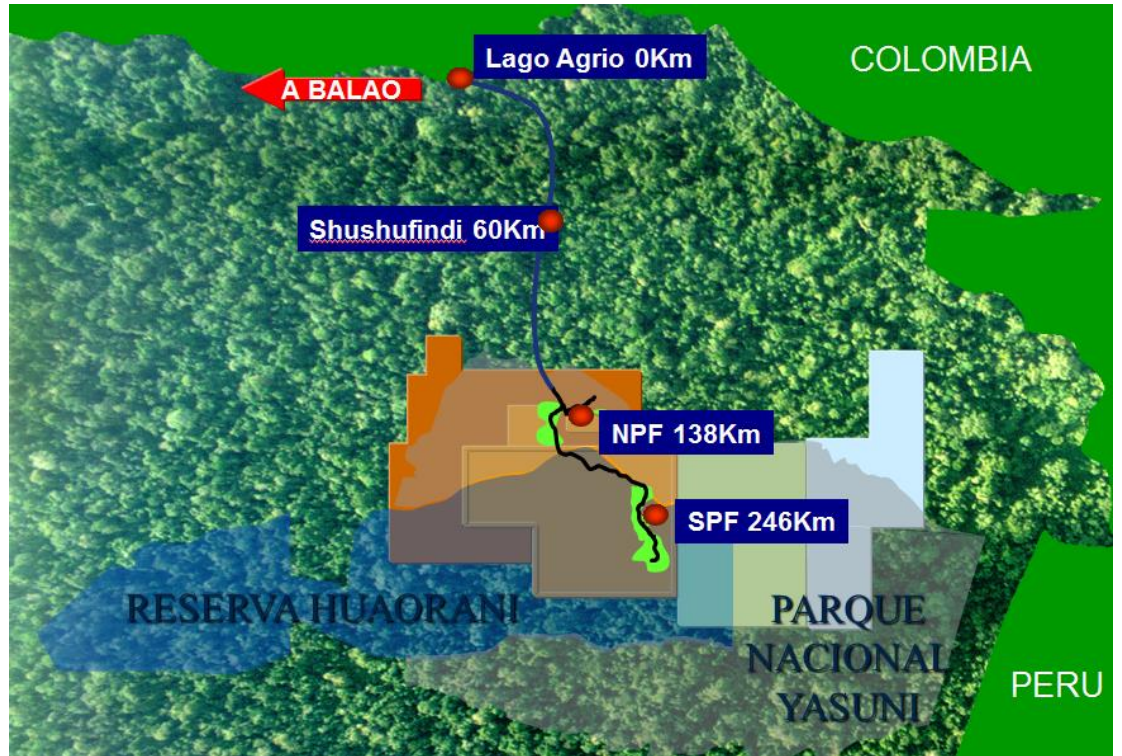 Lago Agrio 0Km
COLOMBIA
A BALAO
Shushufindi 60Km
NPF 138Km
SPF 246Km
RESERVA HUAORANI
PARQUE
NACIONAL
YASUNI
PERU